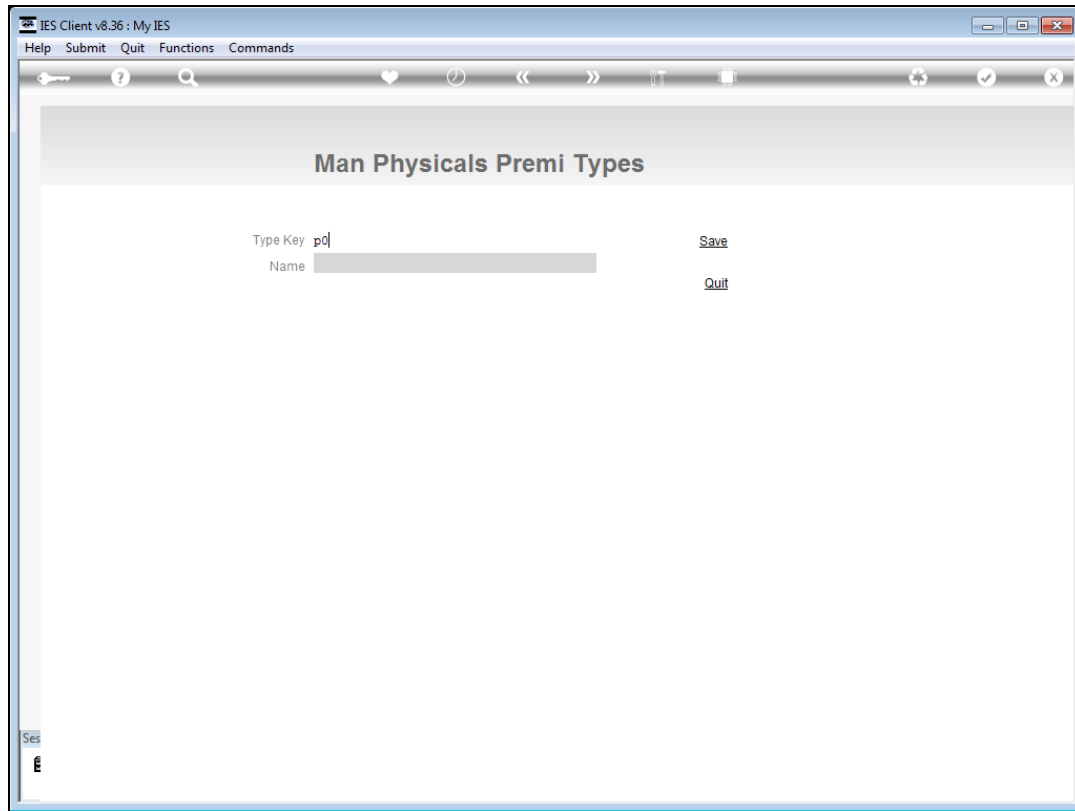 IES Client v8.36 : My IES
Help Submit Quit Functions Commands
Man Physicals Premi Types
Type Key p0 Save
Name
Quit
Ses